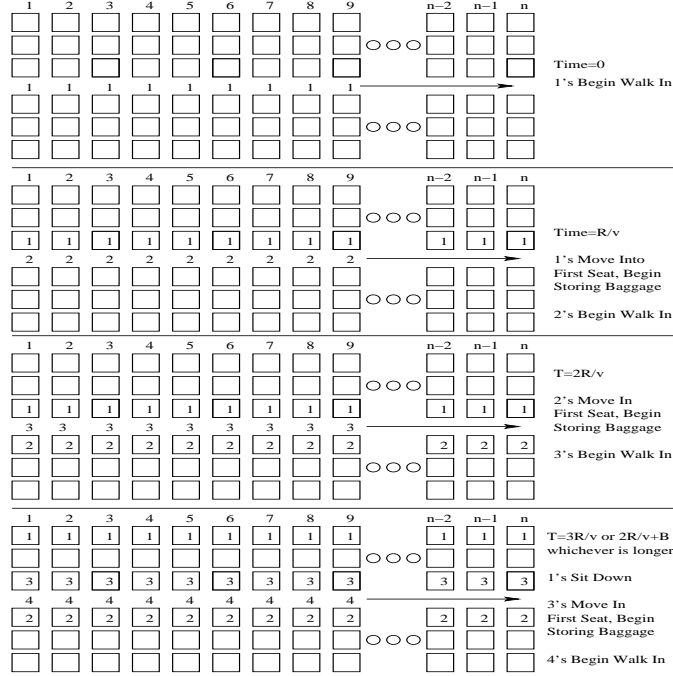 1 2 3 4 5 6 7 8 9 n−2 n−1 n
Time=0
1's Begin Walk In
1 1 1 1 1 1 1 1 1
1 2 3 4 5 6 7 8 9 n−2 n−1 n
Time=R/v
1 1 1 1 1 1 1 1 1 1 1 1
2 2 2 2 2 2 2 2 2
1's Move Into
First Seat, Begin
Storing Baggage
2's Begin Walk In
1 2 3 4 5 6 7 8 9 n−2 n−1 n
T=2R/v
1 1 1 1 1 1 1 1 1 1 1 1
2's Move In
First Seat, Begin
Storing Baggage
3 3 3 3 3 3 3 3 3
2 2 2 2 2 2 2 2 2 2 2 2
3's Begin Walk In
1 2 3 4 5 6 7 8 9 n−2 n−1 n
1 1 1 1 1 1 1 1 1 1 1 1
T=3R/v or 2R/v+B
whichever is longer
3 3 3 3 3 3 3 3 3 3 3 3
1's Sit Down
4 4 4 4 4 4 4 4 4
2 2 2 2 2 2 2 2 2 2 2 2
3's Move In
First Seat, Begin
Storing Baggage
4's Begin Walk In